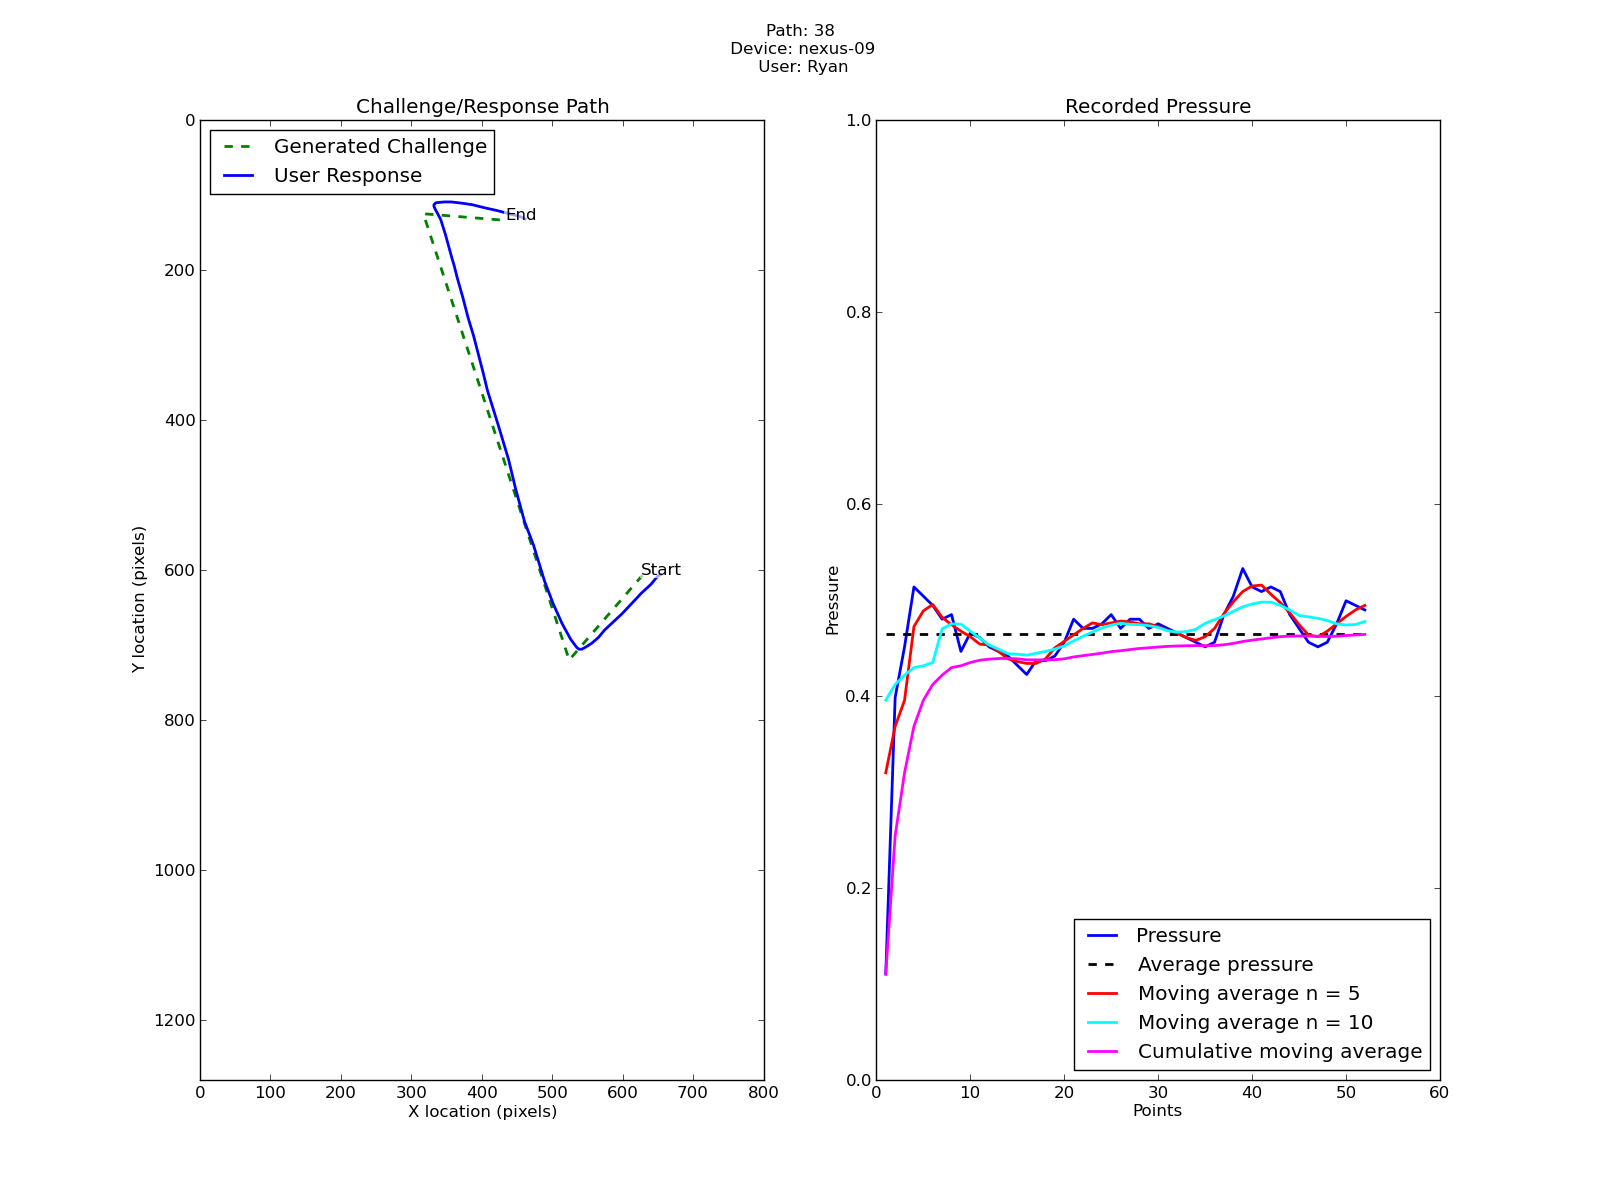 Path: 38
Device: nexus-09
User: Ryan
Challenge/Response Path
Generated Challenge
User Response
End
Start
0
200
400
600
800
1000
1200
Y location (pixels)
0 100 200 300 400 500 600 700 800
X location (pixels)
Recorded Pressure
1.0
0.8
0.6
0.4
0.2
0.0
Pressure
Pressure
Average pressure
Moving average n = 5
Moving average n = 10
Cumulative moving average
0 10 20 30 40 50 60
Points